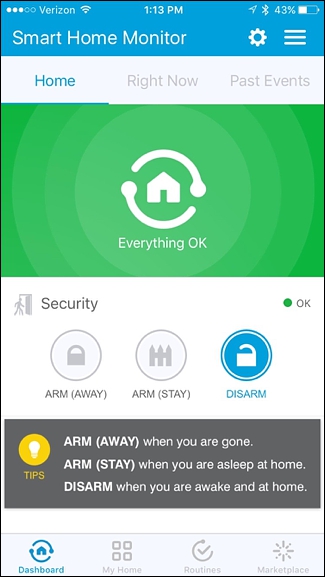 Verizon 1:13 PM 43%
Smart Home Monitor
Home Right Now Past Events
Everything OK
Security OK
ARM (AWAY) ARM (STAY) DISARM
ARM (AWAY) when you are gone.
ARM (STAY) when you are asleep at home.
DISARM when you are awake and at home.
TIPS
Dashboard My Home Routines Marketplace